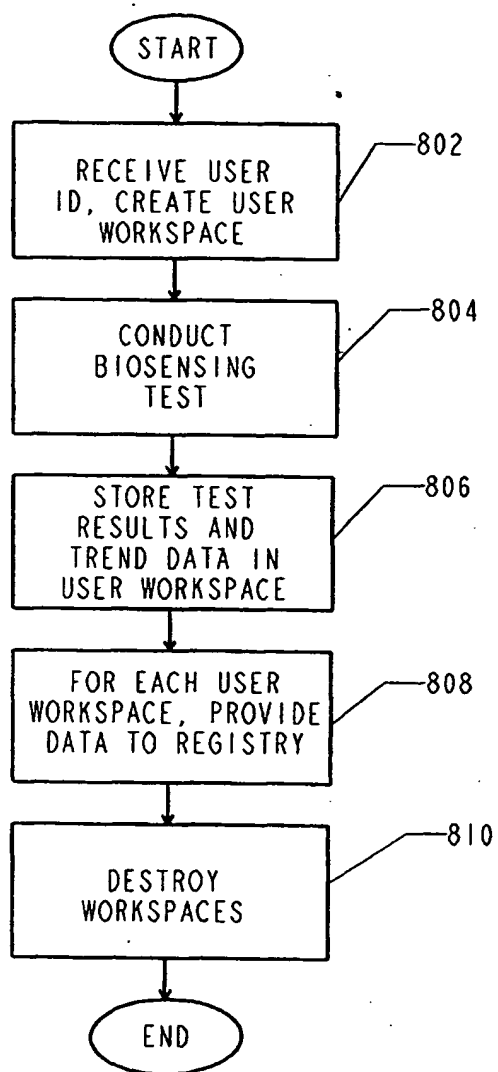 START
RECEIVE USER
ID, CREATE USER
WORKSPACE
802
CONDUCT
BIOSENSING
TEST
804
STORE TEST
RESULTS AND
TREND DATA IN
USER WORKSPACE
806
FOR EACH USER
WORKSPACE, PROVIDE
DATA TO REGISTRY
808
DESTROY
WORKSPACES
810
END